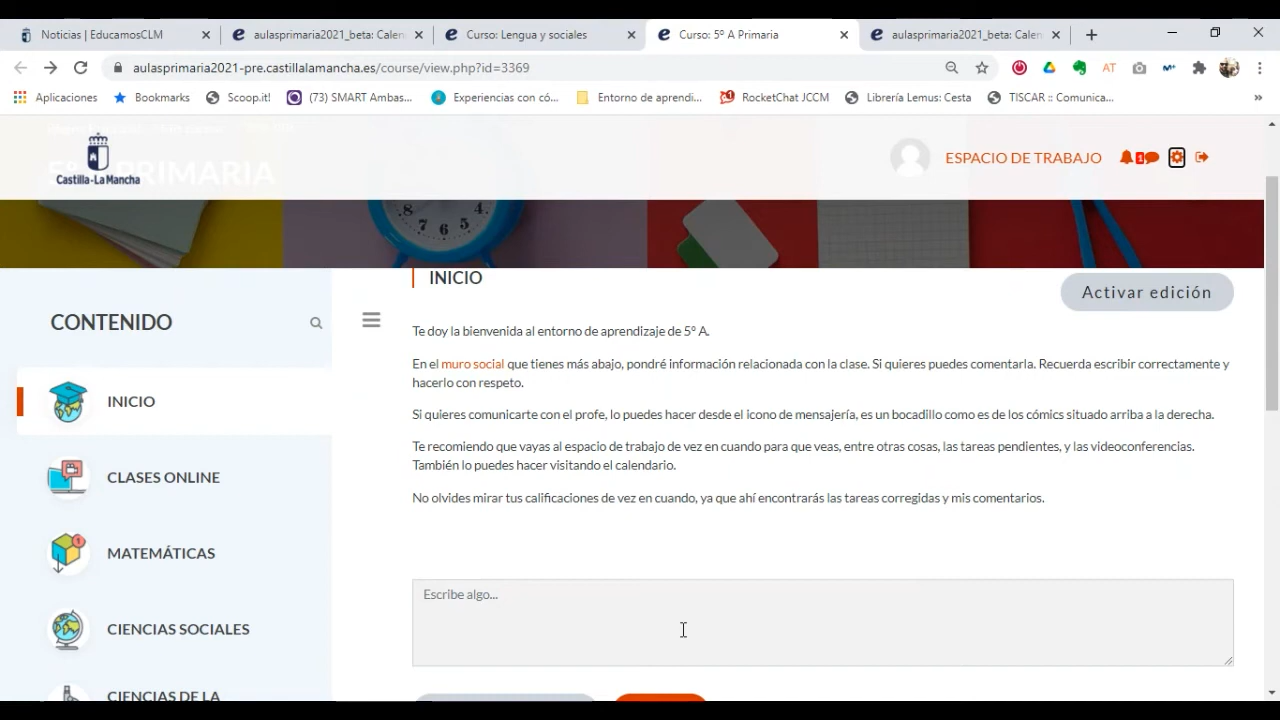 Noticias | EducamosCLM
aulasprimaria2021_beta: Calen
Curso: Lengua y sociales
Curso: 5º A Primaria
aulasprimaria2021_beta: Calen
aulasprimaria2021-pre.castillalamancha.es/course/view.php?id=3369
AT
Aplicaciones
Bookmarks
Scoop.it!
(73) SMART Ambas...
Experiencias con có...
Entorno de aprendi...
RocketChat JCCM
Librería Lemus: Cesta
TISCAR :: Comunica...
»
5º A PRIMARIA
Castilla-La Mancha
ESPACIO DE TRABAJO
INICIO
Activar edición
CONTENIDO
Te doy la bienvenida al entorno de aprendizaje de 5º A.
En el muro social que tienes más abajo, pondré información relacionada con la clase. Si quieres puedes comentarla. Recuerda escribir correctamente y
hacerlo con respeto.
Si quieres comunicarte con el profe, lo puedes hacer desde el icono de mensajería, es un bocadillo como es de los cómics situado arriba a la derecha.
Te recomiendo que vayas al espacio de trabajo de vez en cuando para que veas, entre otras cosas, las tareas pendientes, y las videoconferencias.
También lo puedes hacer visitando el calendario.
No olvides mirar tus calificaciones de vez en cuando, ya que ahí encontrarás las tareas corregidas y mis comentarios.
INICIO
CLASES ONLINE
MATEMÁTICAS
CIENCIAS SOCIALES
CIENCIAS DE LA
Escribe algo...